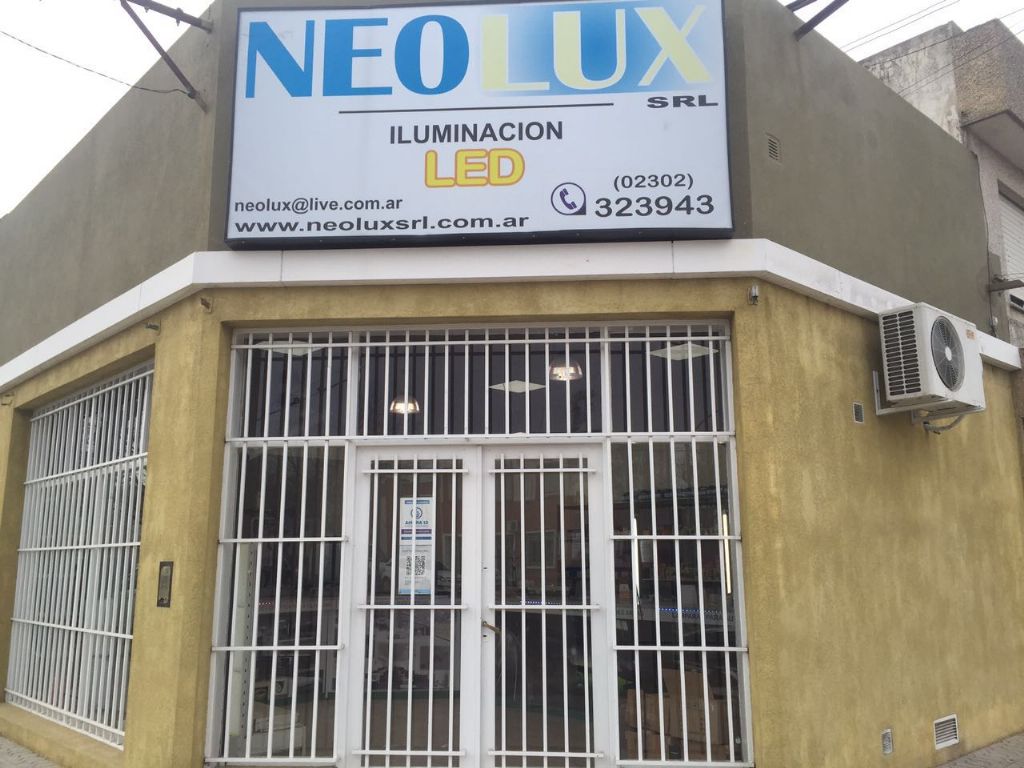 NEOLUX
SRL
ILUMINACION
LED
(02302)
323943
neolux@live.com.ar
www.neoluxsrl.com.ar